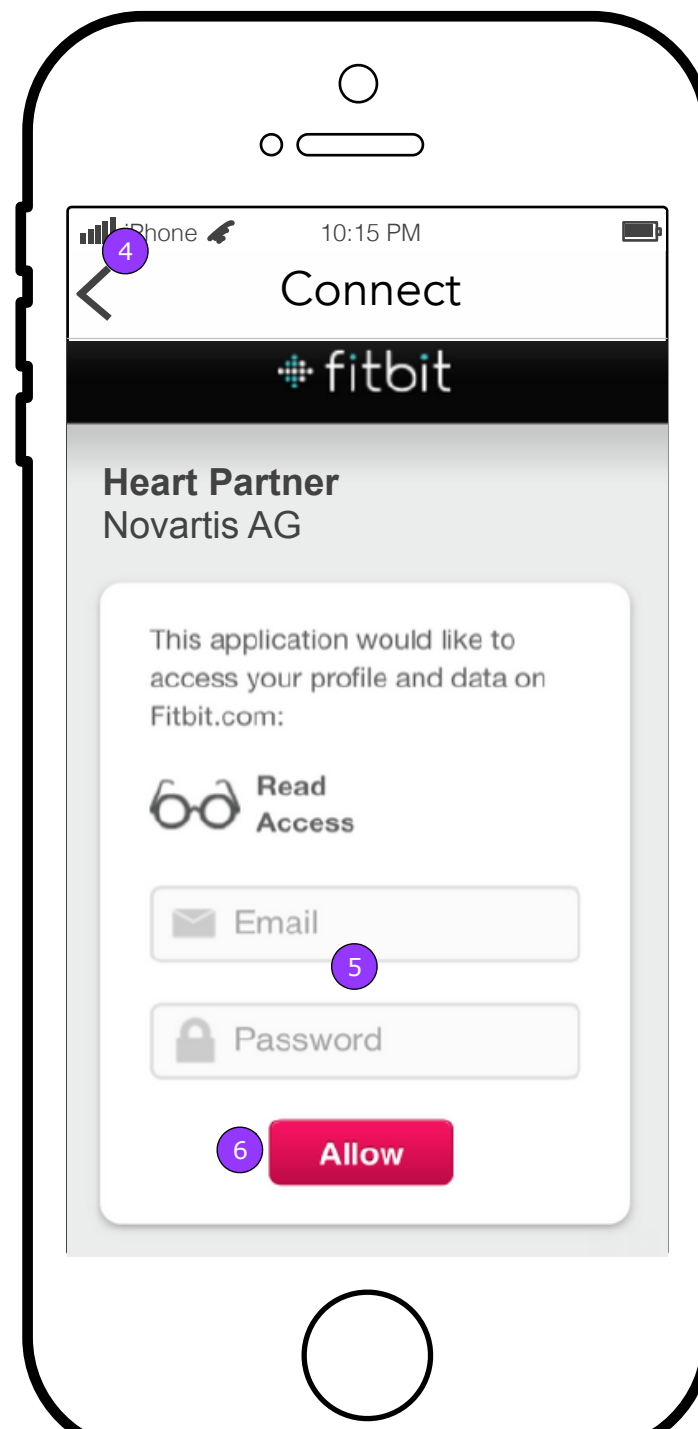 iPhone 10:15 PM
4
Connect
fitbit
Heart Partner
Novartis AG
This application would like to
access your profile and data on
Fitbit.com:
Read
Access
Email
5
Password
6 Allow